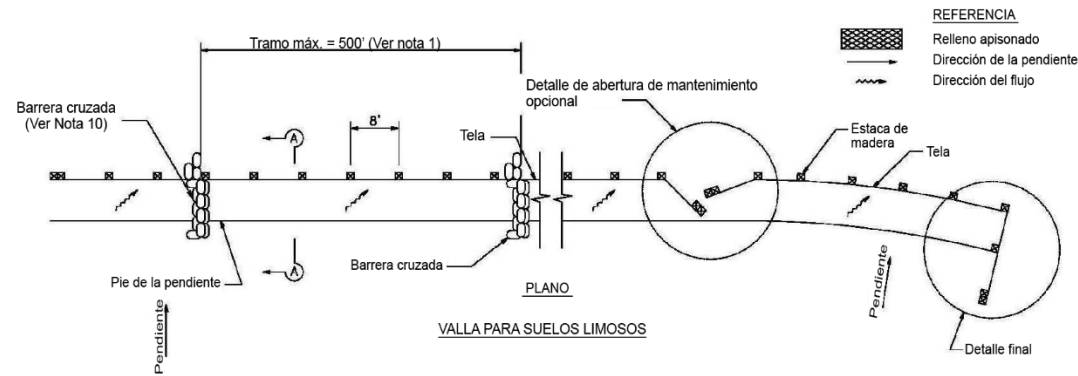 REFERENCIA
Relleno apisonado
Dirección de la pendiente
Dirección del flujo
Tramo máx. = 500' (Ver nota 1)
Detalle de abertura de mantenimiento
opcional
Barrera cruzada
(Ver Nota 10)
A
8'
Tela
Estaca de
madera
Tela
A
Barrera cruzada
Pie de la pendiente
PLANO
Pendiente
Pendiente
VALLA PARA SUELOS LIMOSOS
Detalle final